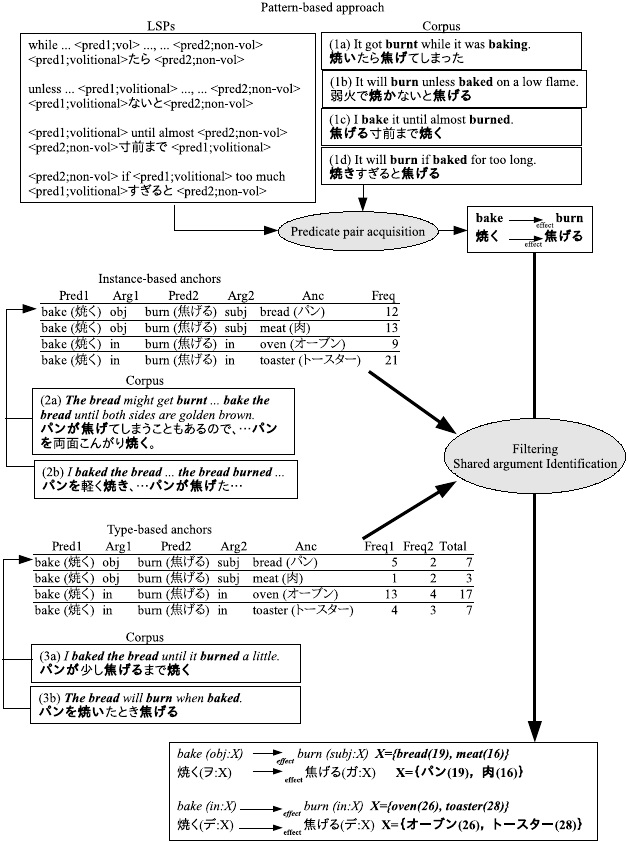 Pattern-based approach
LSPs
while ... <pred1;vol> ..., ... <pred2;non-vol>
<pred1;volitional>たら <pred2;non-vol>
unless ... <pred1;volitional> ..., ... <pred2;non-vol>
<pred1;volitional>ないと<pred2;non-vol>
<pred1;volitional> until almost <pred2;non-vol>
<pred2;non-vol>寸前まで <pred1;volitional>
<pred2;non-vol> if <pred1;volitional> too much
<pred1;volitional>すぎると <pred2;non-vol>
Corpus
(1a) It got burnt while it was baking.
焼いたら焦げてしまった
(1b) It will burn unless baked on a low flame.
弱火で焼かないと焦げる
(1c) I bake it until almost burned.
焦げる寸前まで焼く
(1d) It will burn if baked for too long.
焼きすぎると焦げる
Predicate pair acquisition
bake effect burn
焼く effect 焦げる
Instance-based anchors
Pred1 Arg1 Pred2 Arg2 Anc Freq
bake (焼く) obj burn (焦げる) subj bread (パン) 12
bake (焼く) obj burn (焦げる) subj meat (肉) 13
bake (焼く) in burn (焦げる) in oven (オーブン) 9
bake (焼く) in burn (焦げる) in toaster (トースター) 21
Corpus
(2a) The bread might get burnt ... bake the
bread until both sides are golden brown.
パンが焦げてしまうこともあるので、…パン
を両面こんがり焼く。
(2b) I baked the bread ... the bread burned ...
パンを軽く焼き、…パンが焦げた…
Filtering
Shared argument Identification
Type-based anchors
Pred1 Arg1 Pred2 Arg2 Anc Freq1 Freq2 Total
bake (焼く) obj burn (焦げる) subj bread (パン) 5 2 7
bake (焼く) obj burn (焦げる) subj meat (肉) 1 2 3
bake (焼く) in burn (焦げる) in oven (オーブン) 13 4 17
bake (焼く) in burn (焦げる) in toaster (トースター) 4 3 7
Corpus
(3a) I baked the bread until it burned a little.
パンが少し焦げるまで焼く
(3b) The bread will burn when baked.
パンを焼いたとき焦げる
bake (obj:X) effect burn (subj:X) X={bread(19), meat(16)}
焼く(ヲ:X) effect 焦げる(ガ:X) X={パン(19), 肉(16)}
bake (in:X) effect burn (in:X) X={oven(26), toaster(28)}
焼く(デ:X) effect 焦げる(デ:X) X={オーブン(26), トースター(28)}